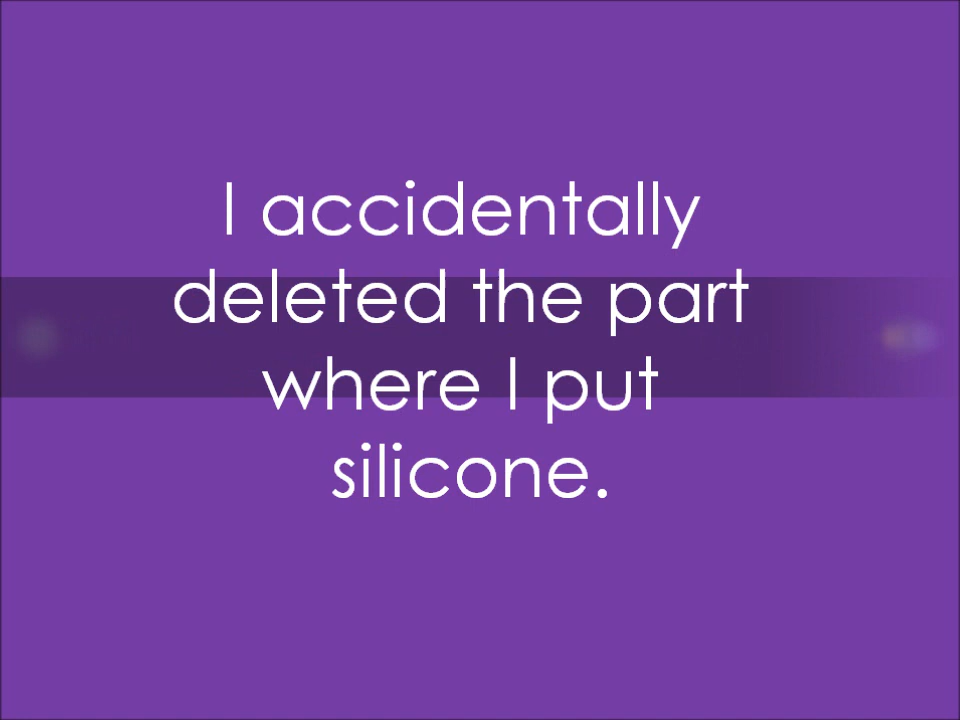 I accidentally
deleted the part
where I put
silicone.